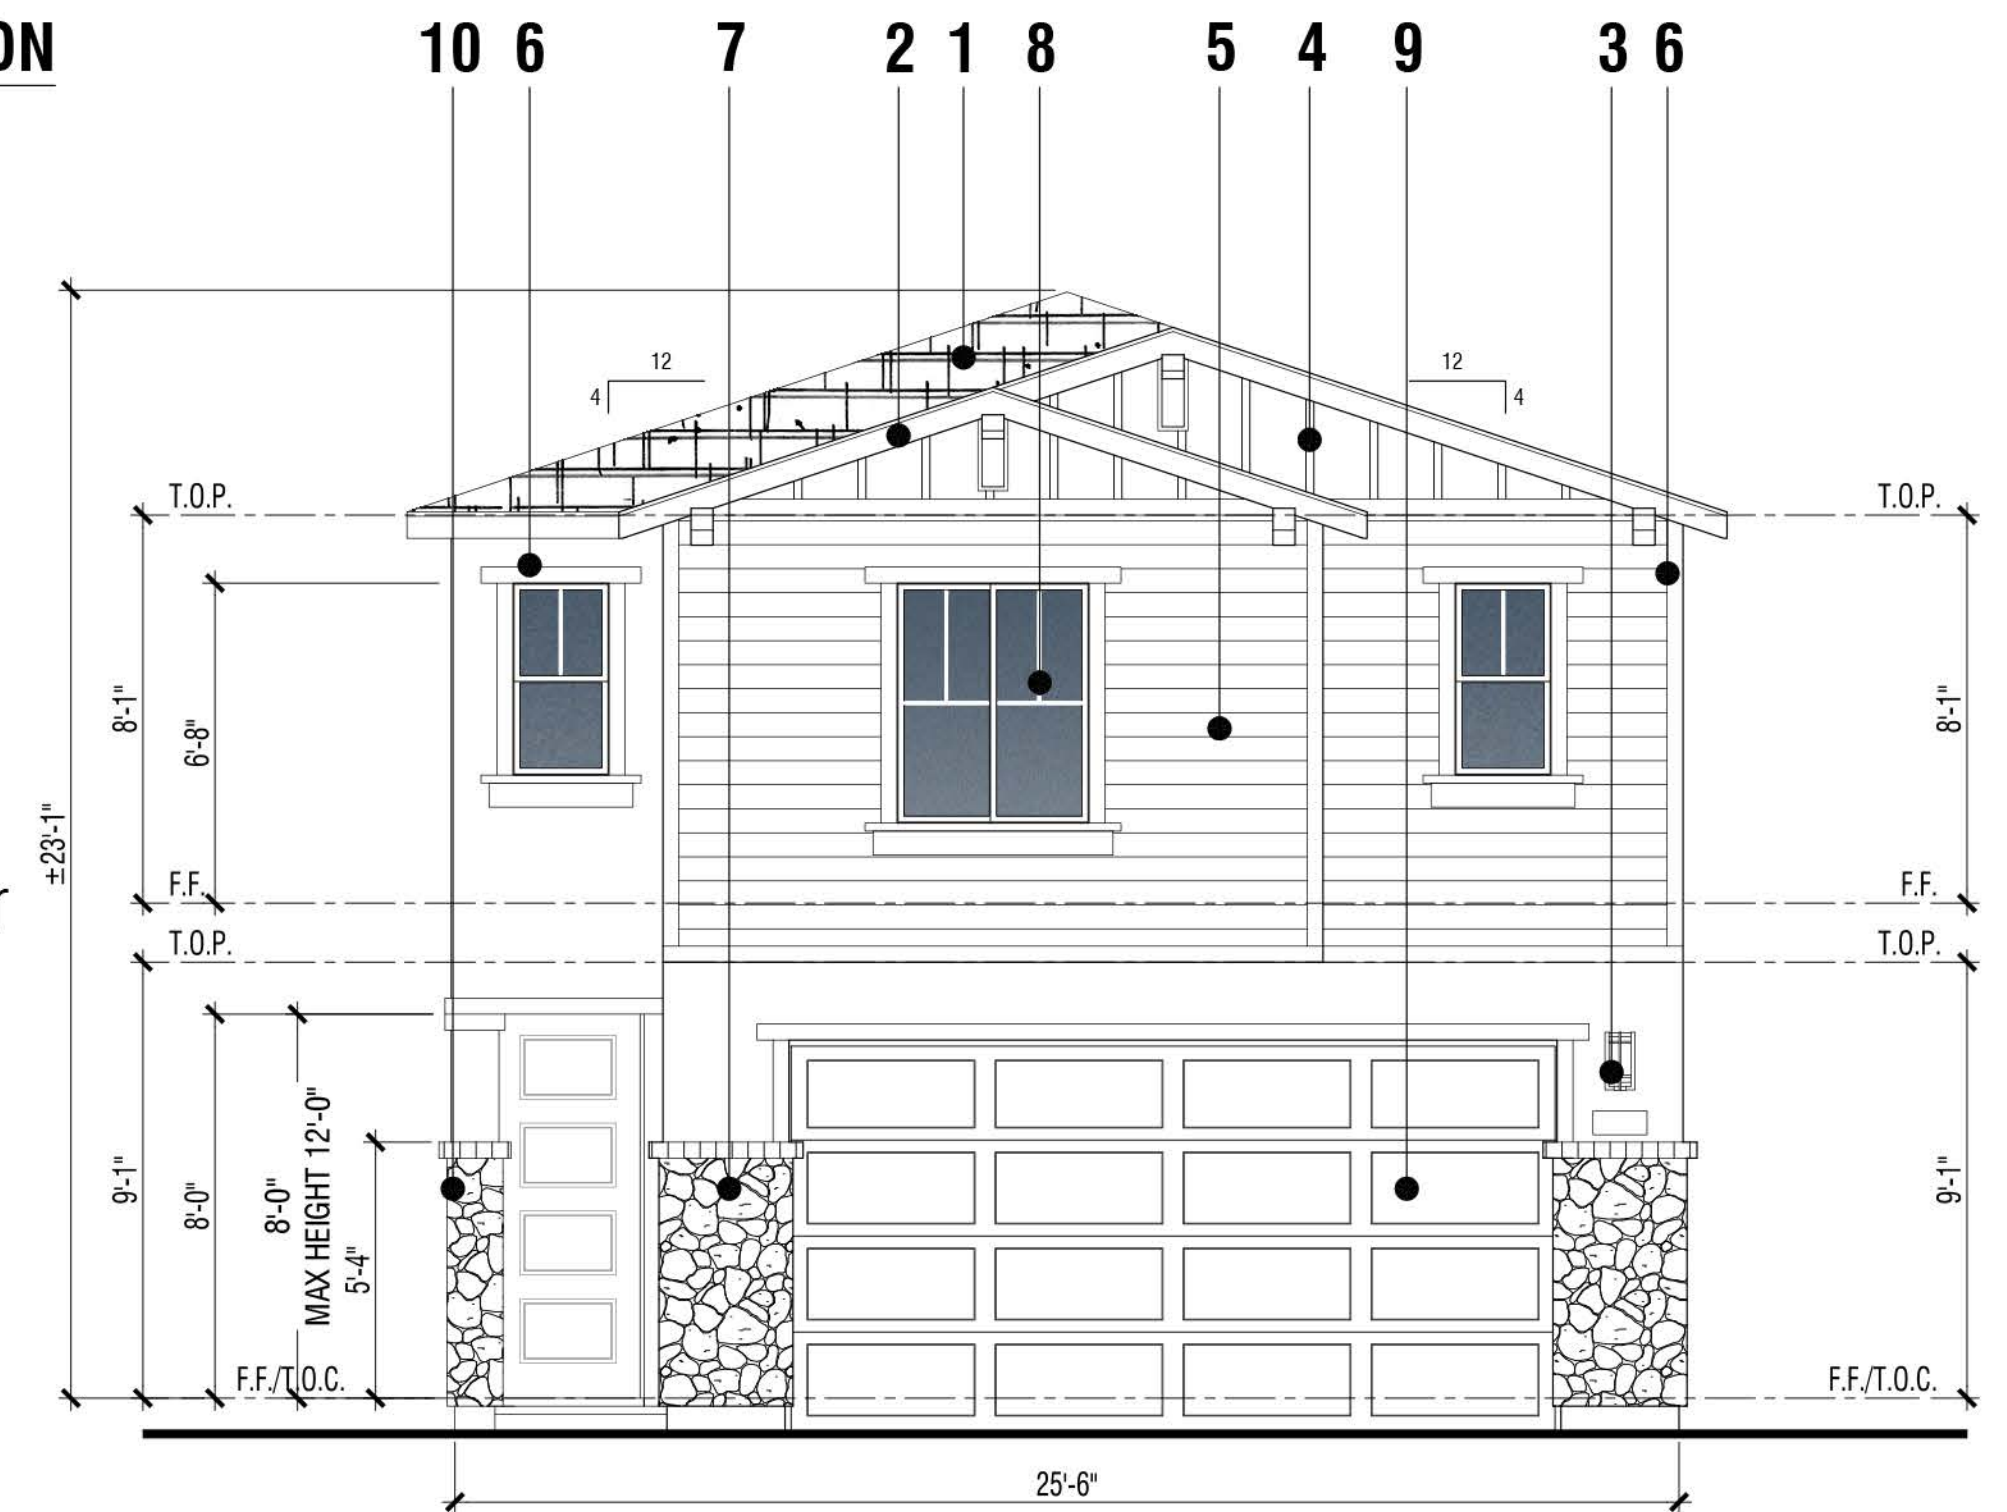 ON
10 6 7 2 1 8 5 4 9 3 6
12
4
12
4
T.O.P.
T.O.P.
8'-1"
6'-8"
8'-1"
±23'-1"
r
F.F.
F.F.
T.O.P.
T.O.P.
9'-1"
8'-0"
8'-0"
MAX HEIGHT 12'-0"
5'-4"
9'-1"
F.F./T.O.C.
F.F./T.O.C.
25'-6"